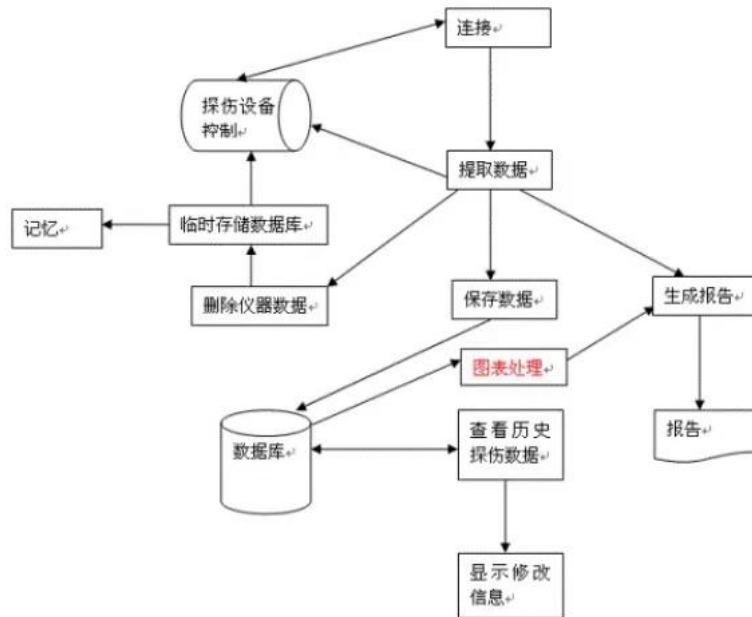 连接
探伤设备
控制
提取数据
记忆
临时存储数据库
删除仪器数据
保存数据
生成报告
图表处理
数据库
查看历史
探伤数据
报告
显示修改
信息